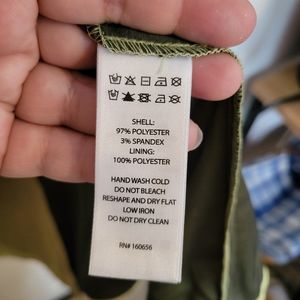 SHELL:
97% POLYESTER
3% SPANDEX
LINING:
100% POLYESTER
HAND WASH COLD
DO NOT BLEACH
RESHAPE AND DRY FLAT
LOW IRON
DO NOT DRY CLEAN
RN# 160656